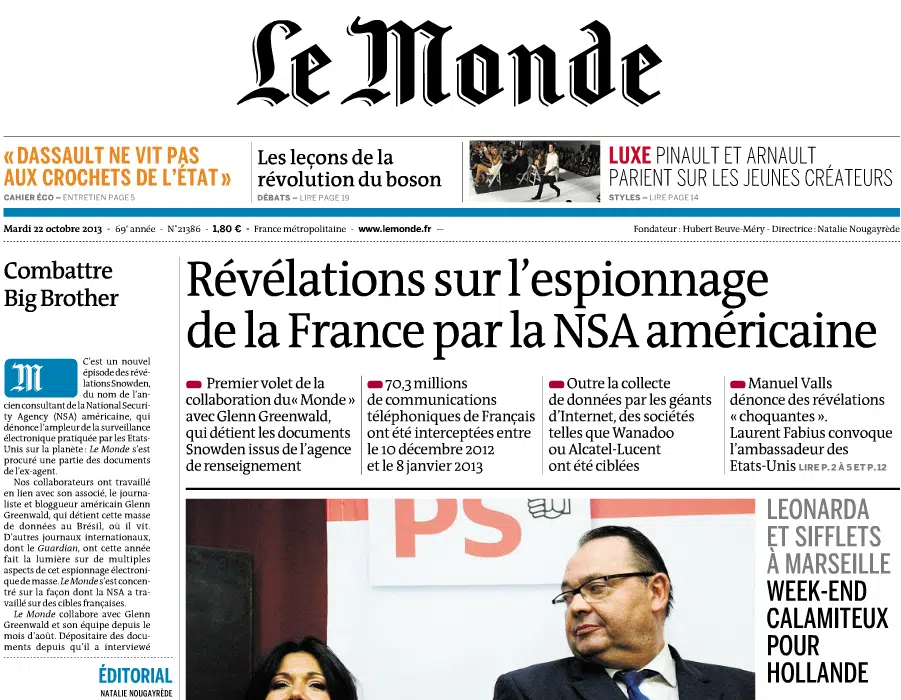 Le Monde
« DASSAULT NE VIT PAS
AUX CROCHETS DE L'ÉTAT »
CAHIER ÉCO – ENTRETIEN PAGE 5
Les leçons de la
révolution du boson
DÉBATS – LIRE PAGE 19
LUXE PINAULT ET ARNAULT
PARIENT SUR LES JEUNES CRÉATEURS
STYLES – LIRE PAGE 14
Mardi 22 octobre 2013 - 69e année - N°21386 - 1,80 € - France métropolitaine - www.lemonde.fr —
Fondateur : Hubert Beuve-Méry - Directrice : Natalie Nougayrède
Combattre
Big Brother
C'est un nouvel
épisode des révé-
lations Snowden,
du nom de l'an-
cien consultant de la National Securi-
ty Agency (NSA) américaine, qui
dénonce l'ampleur de la surveillance
électronique pratiquée par les Etats-
Unis sur la planète : Le Monde s'est
procuré une partie des documents
de l'ex-agent.
Nos collaborateurs ont travaillé
en lien avec son associé, le journa-
liste et bloggueur américain Glenn
Greenwald, qui détient cette masse
de données au Brésil, où il vit.
D'autres journaux internationaux,
dont le Guardian, ont cette année
fait la lumière sur de multiples
aspects de cet espionnage électroni-
que de masse. Le Monde s'est concen-
tré sur la façon dont la NSA a tra-
vaillé sur des cibles françaises.
Le Monde collabore avec Glenn
Greenwald et son équipe depuis le
mois d'août. Dépositaire des docu-
ments depuis qu'il a interviewé
ÉDITORIAL
NATALIE NOUGAYRÈDE
Révélations sur l'espionnage
de la France par la NSA américaine
Premier volet de la
collaboration du « Monde »
avec Glenn Greenwald,
qui détient les documents
Snowden issus de l'agence
de renseignement
70,3 millions
de communications
téléphoniques de Français
ont été interceptées entre
le 10 décembre 2012
et le 8 janvier 2013
Outre la collecte
de données par les géants
d'Internet, des sociétés
telles que Wanadoo
ou Alcatel-Lucent
ont été ciblées
Manuel Valls
dénonce des révélations
« choquantes ».
Laurent Fabius convoque
l'ambassadeur des
Etats-Unis LIRE P. 2 À 5 ET P. 12
PS
LEONARDA
ET SIFFLETS
À MARSEILLE
WEEK-END
CALAMITEUX
POUR
HOLLANDE